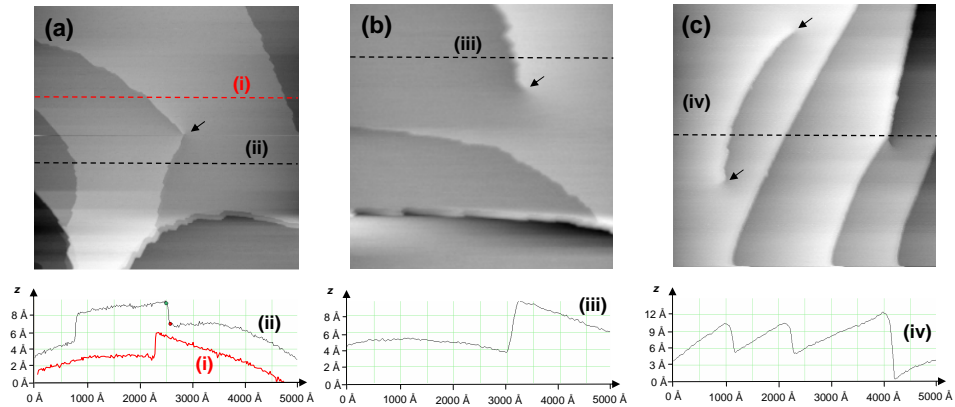 (a)
(i)
(ii)
(b)
(iii)
(c)
(iv)
z
8 Å
6 Å
4 Å
2 Å
0 Å
(ii)
(i)
0 Å 1000 Å 2000 Å 3000 Å 4000 Å 5000 Å
z
8 Å
6 Å
4 Å
2 Å
0 Å
(iii)
0 Å 1000 Å 2000 Å 3000 Å 4000 Å 5000 Å
z
12 Å
9 Å
6 Å
3 Å
0 Å
(iv)
0 Å 1000 Å 2000 Å 3000 Å 4000 Å 5000 Å